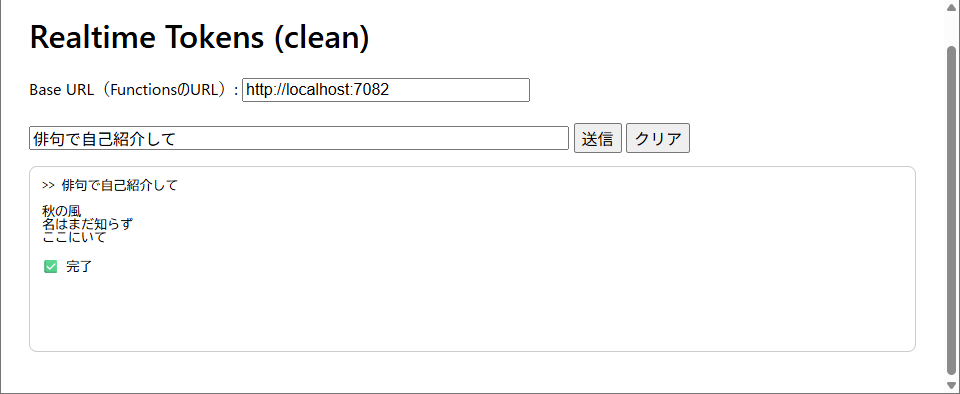 Realtime Tokens (clean)
Base URL（FunctionsのURL）: http://localhost:7082
俳句で自己紹介して 送信 クリア
>> 俳句で自己紹介して
秋の風
名はまだ知らず
ここにいて
✅ 完了